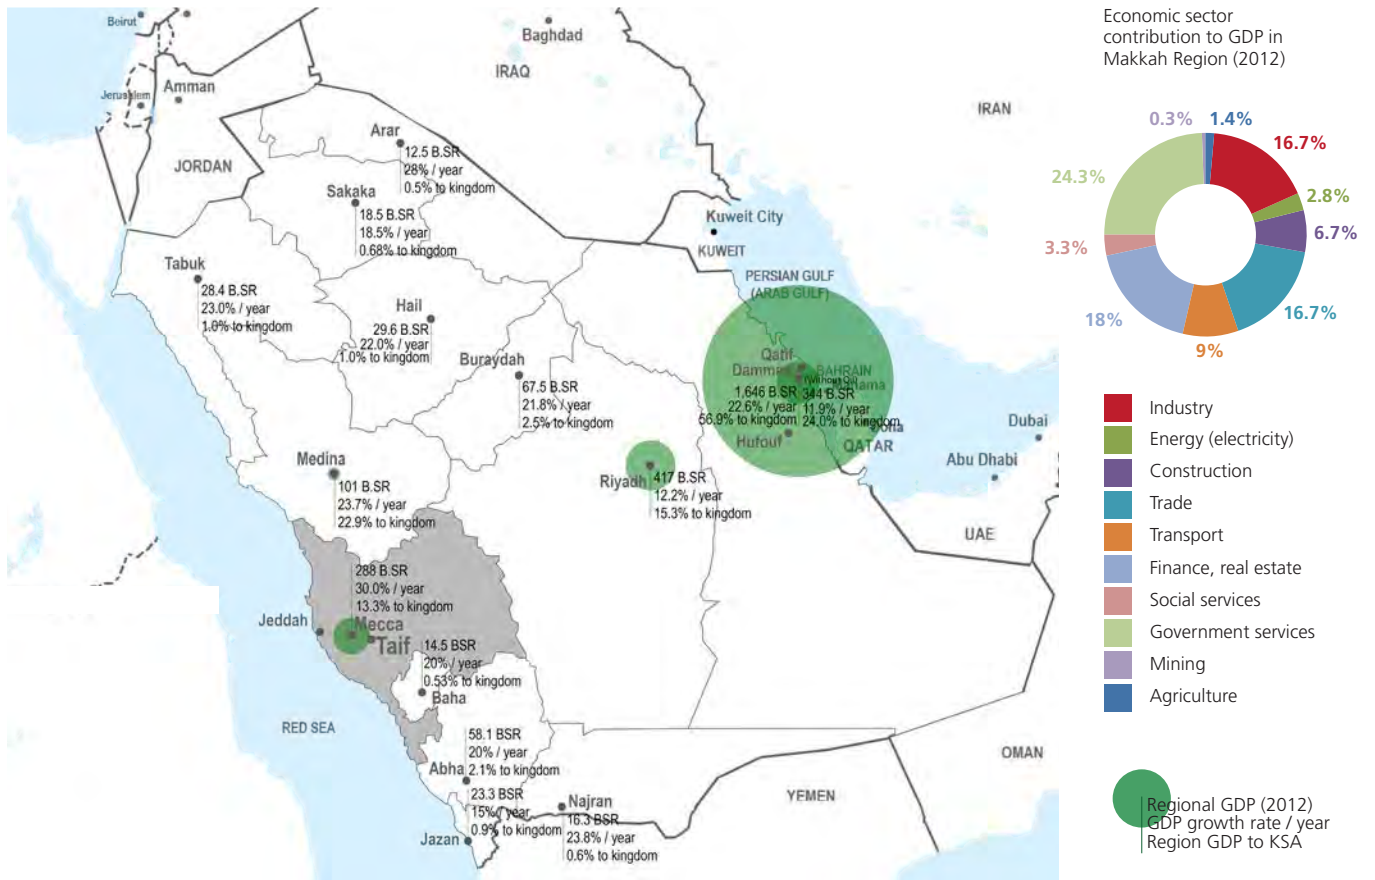 Economic sector
contribution to GDP in
Makkah Region (2012)
0.3%
1.4%
16.7%
2.8%
6.7%
16.7%
9%
18%
3.3%
24.3%
Industry
Energy (electricity)
Construction
Trade
Transport
Finance, real estate
Social services
Government services
Mining
Agriculture
Regional GDP (2012)
GDP growth rate / year
Region GDP to KSA
Beirut
Baghdad
IRAQ
IRAN
Jerusalem
Amman
JORDAN
Arar
12.5 B.SR
28% / year
0.5% to kingdom
Sakaka
18.5 B.SR
18.5% / year
0.68% to kingdom
Kuwait City
KUWEIT
PERSIAN GULF
(ARAB GULF)
Tabuk
28.4 B.SR
23.0% / year
1.0% to kingdom
Hail
29.6 B.SR
22.0% / year
1.0% to kingdom
Buraydah
67.5 B.SR
21.8% / year
2.5% to kingdom
Qatif
Dammam
BAHRAIN
(Without Oil)
Manama
1,646 B.SR
22.6% / year
56.9% to kingdom
344 B.SR
11.9% / year
24.0% to kingdom
Hufouf
Doha
QATAR
Dubai
Abu Dhabi
UAE
Medina
101 B.SR
23.7% / year
22.9% to kingdom
Riyadh
417 B.SR
12.2% / year
15.3% to kingdom
288 B.SR
30.0% / year
13.3% to kingdom
Jeddah
Mecca
Taif
14.5 BSR
20% / year
0.53% to kingdom
Baha
RED SEA
58.1 BSR
20% / year
2.1% to kingdom
Abha
23.3 BSR
15% / year
0.9% to kingdom
Jazan
Najran
16.3 BSR
23.8% / year
0.6% to kingdom
YEMEN
OMAN